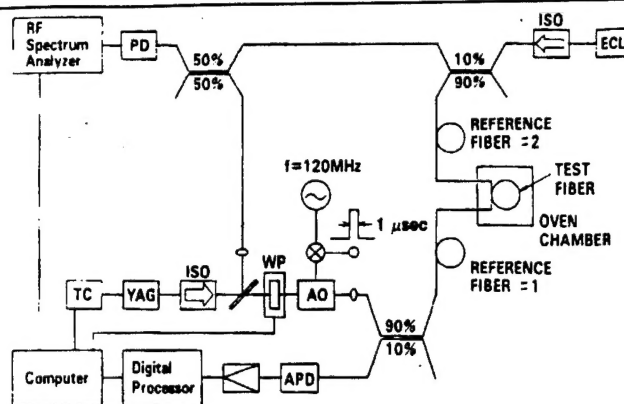 RF
Spectrum
Analyzer
PD
50%
50%
10%
90%
ISO
ECL
REFERENCE
FIBER =2
TEST
FIBER
OVEN
CHAMBER
REFERENCE
FIBER =1
f=120MHz
1 μsec
WP
ISO
TC
YAG
AO
90%
10%
Computer
Digital
Processor
APD